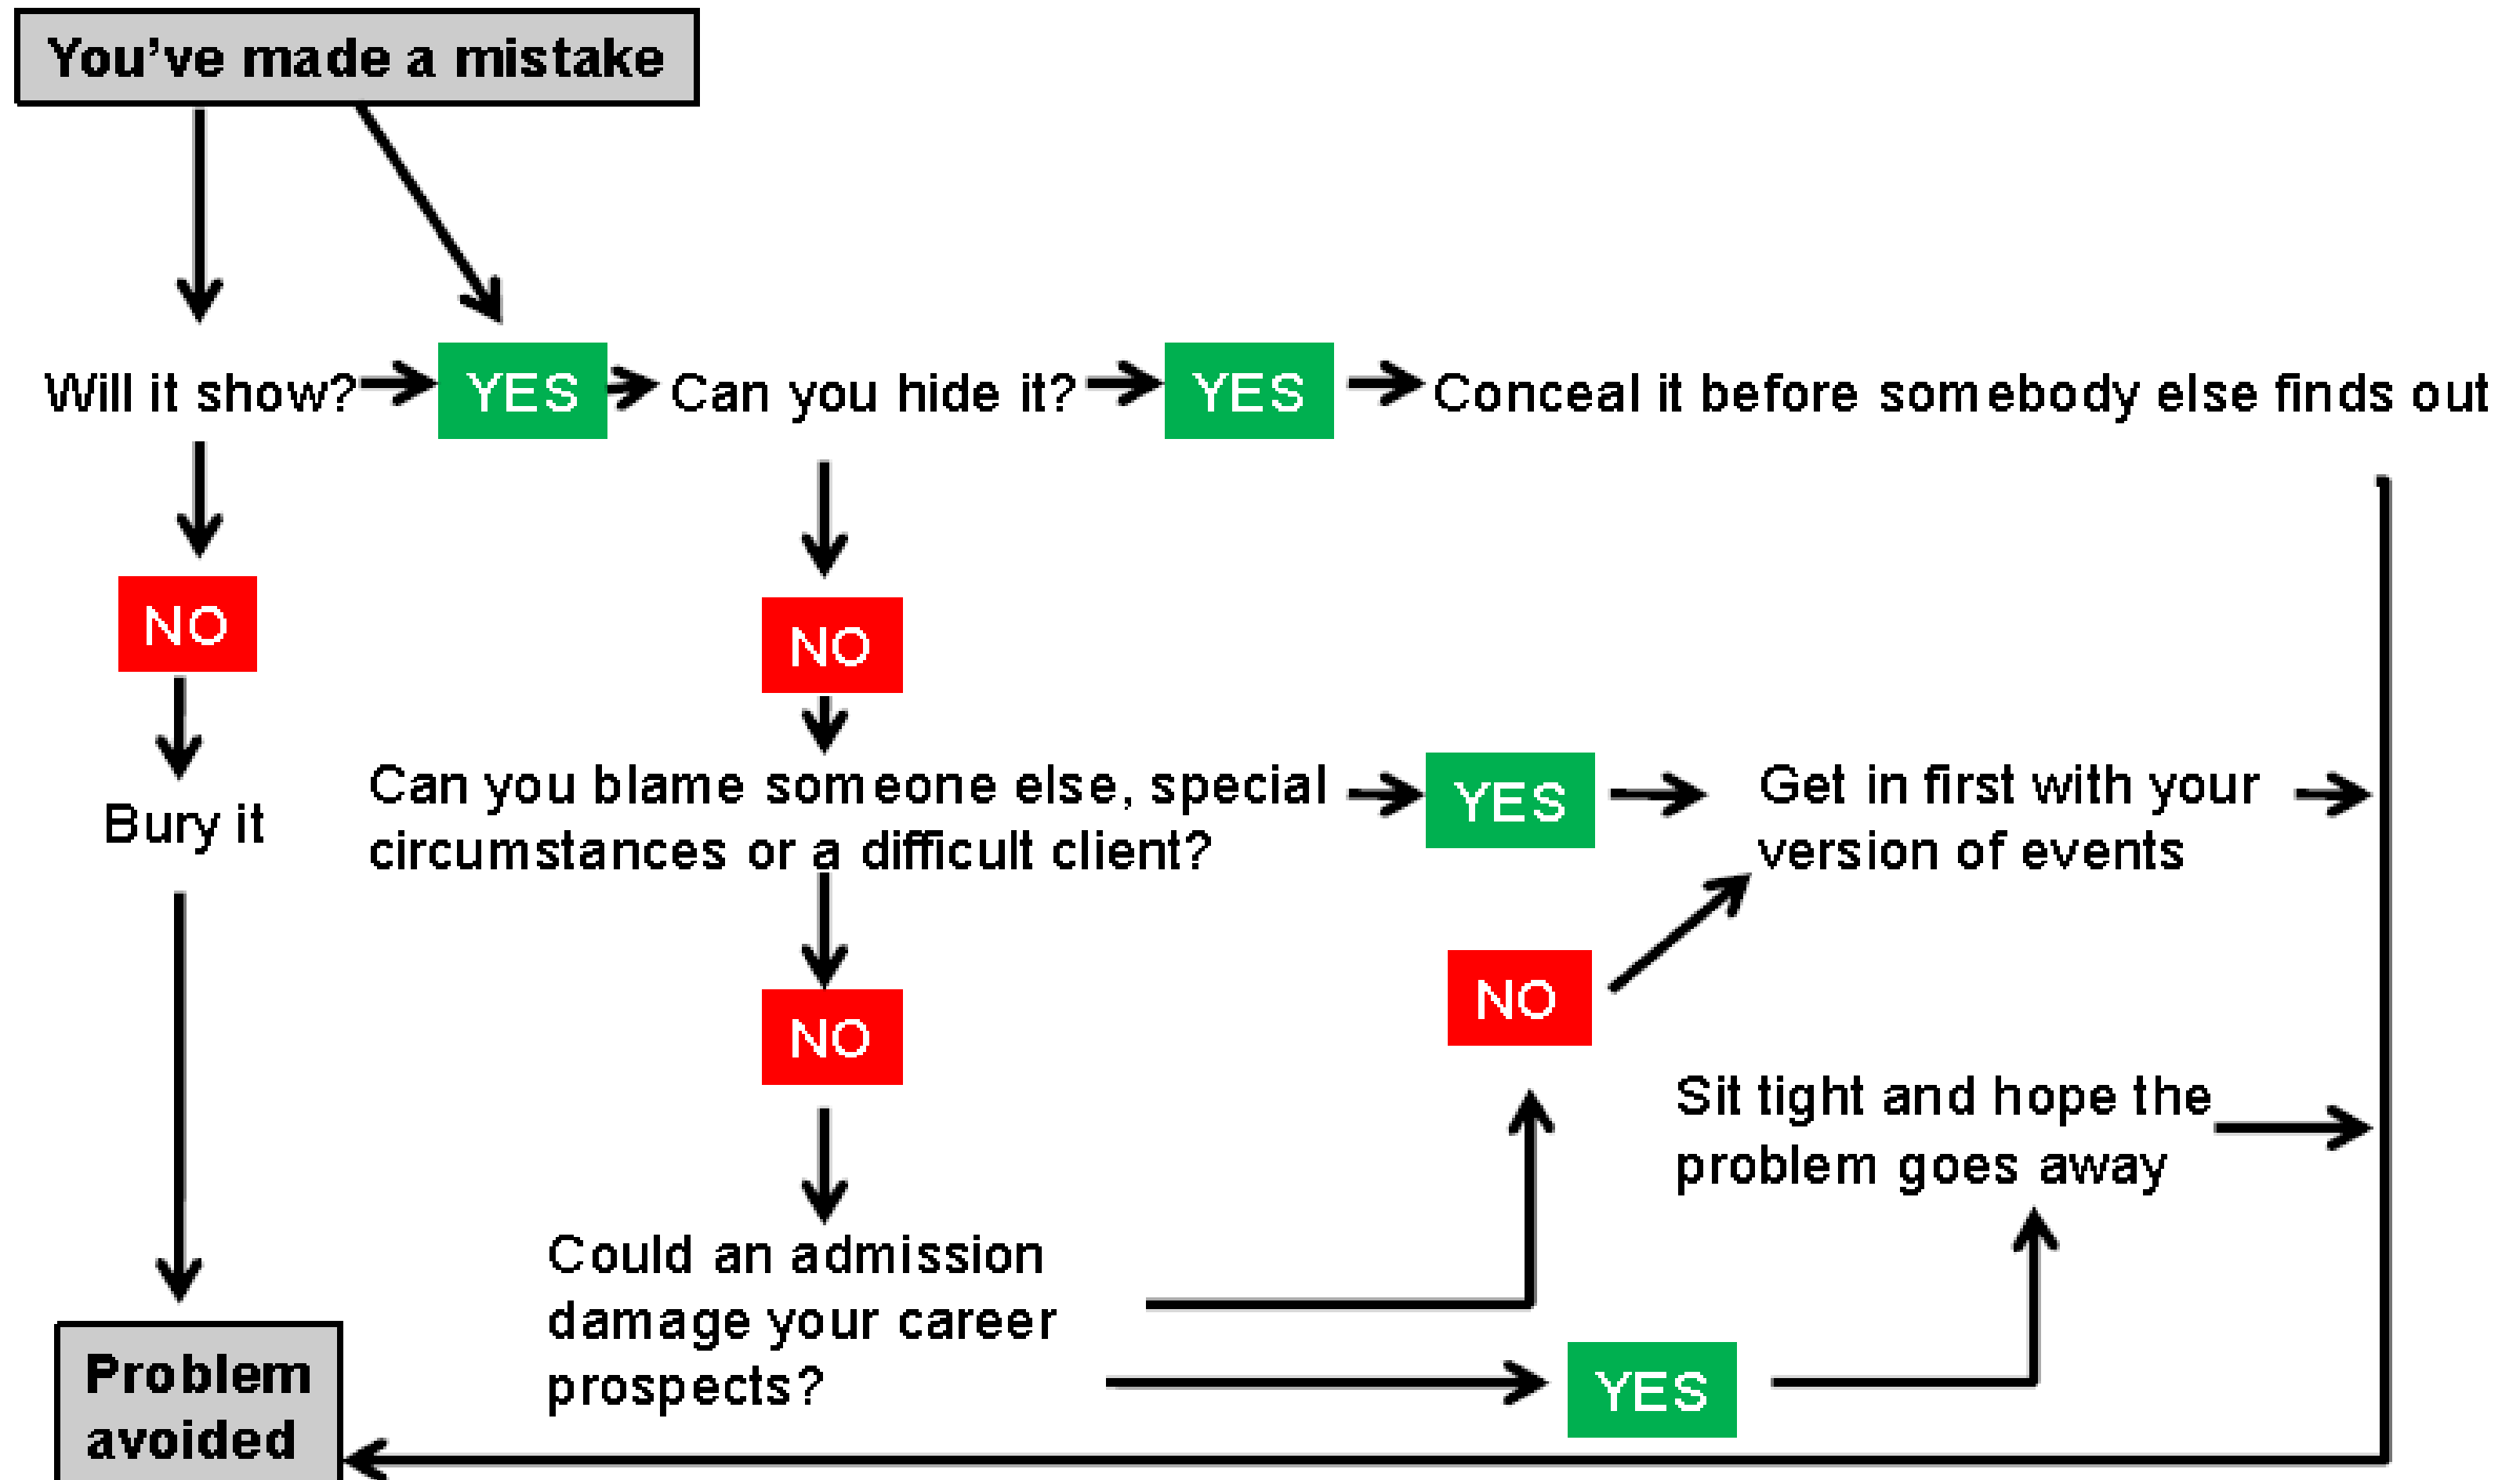 You've made a mistake
Will it show?
YES
Can you hide it?
YES
Conceal it before somebody else finds out
NO
NO
Bury it
Can you blame someone else, special
circumstances or a difficult client?
YES
Get in first with your
version of events
NO
NO
Sit tight and hope the
problem goes away
Could an admission
damage your career
prospects?
YES
Problem
avoided